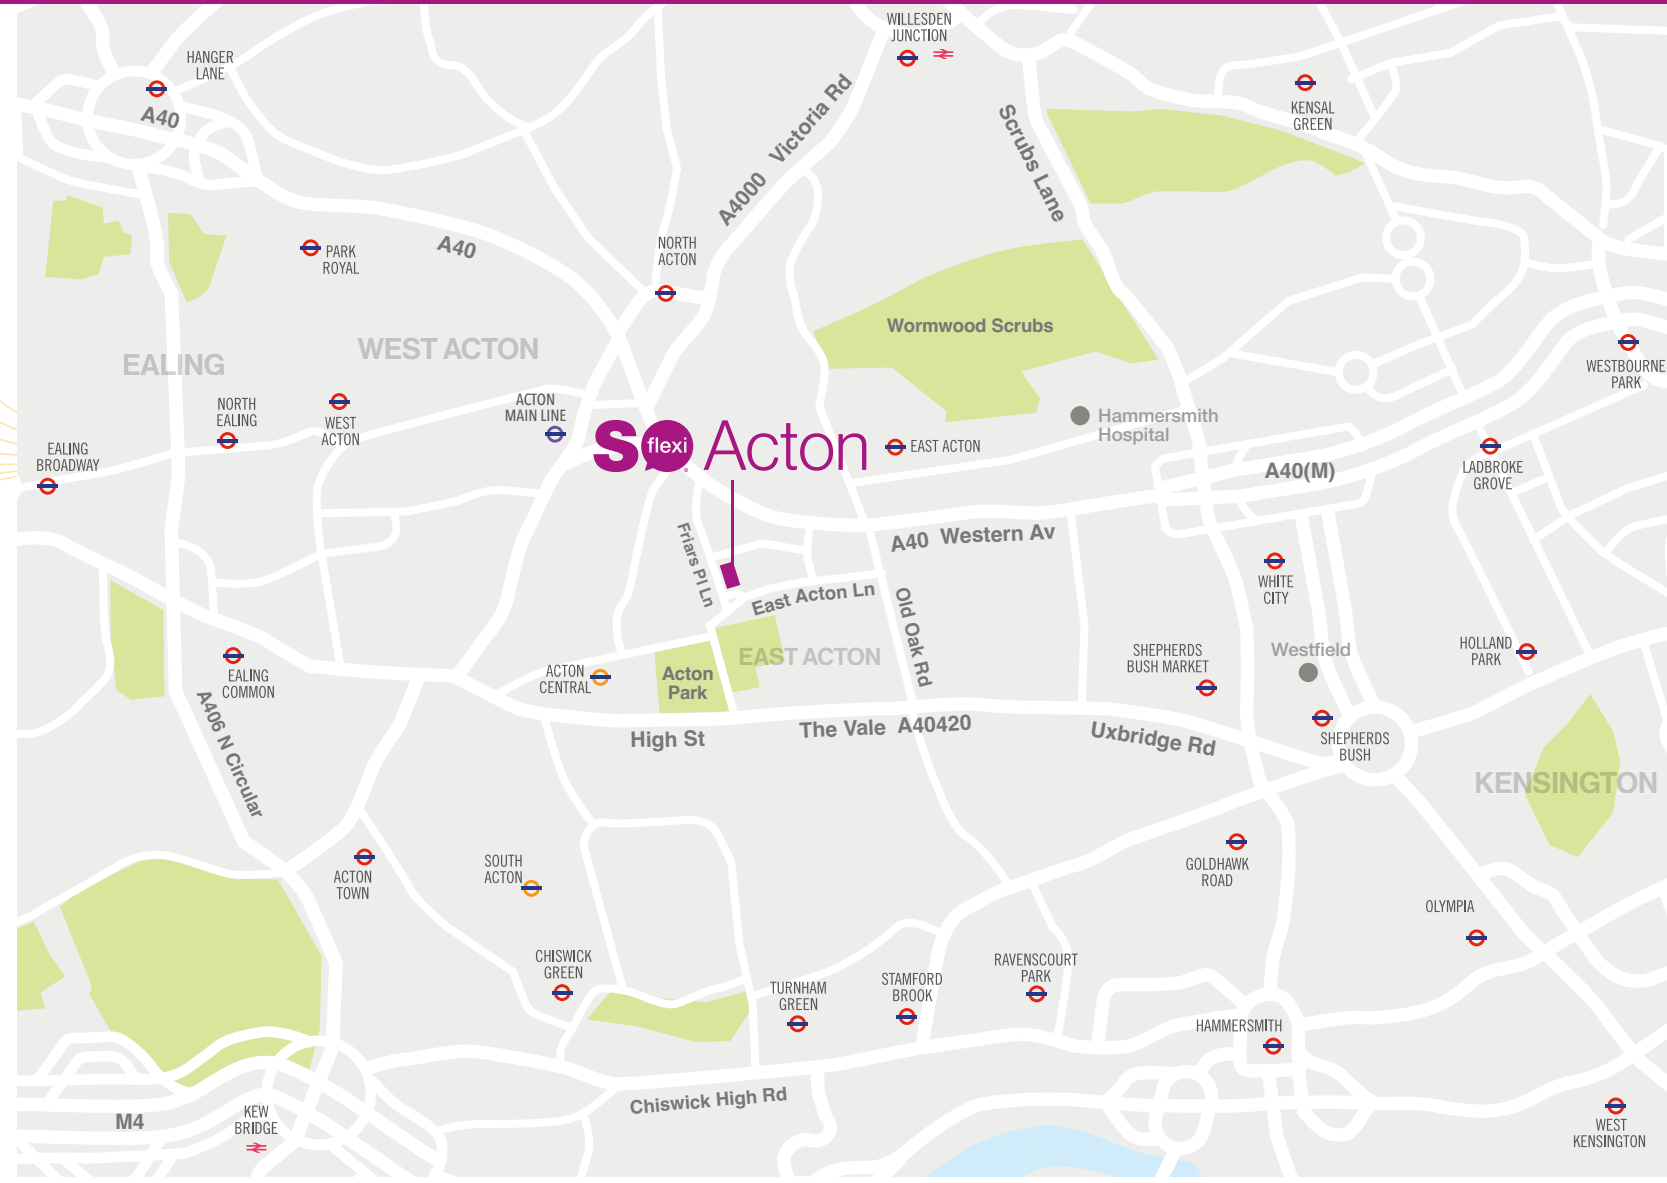 WILLESDEN
JUNCTION
HANGER
LANE
A40
A4000 Victoria Rd
Scrubs Lane
KENSAL
GREEN
PARK
ROYAL
A40
NORTH
ACTON
Wormwood Scrubs
EALING
WEST ACTON
WESTBOURNE
PARK
NORTH
EALING
WEST
ACTON
ACTON
MAIN LINE
SO flexi Acton
EAST ACTON
Hammersmith
Hospital
EALING
BROADWAY
A40(M)
LADBROKE
GROVE
A40 Western Av
Friars Pl Ln
East Acton Ln
Old Oak Rd
WHITE
CITY
EAST ACTON
Acton
Park
ACTON
CENTRAL
SHEPHERDS
BUSH MARKET
Westfield
HOLLAND
PARK
EALING
COMMON
A406 N Circular
High St
The Vale A40420
Uxbridge Rd
SHEPHERDS
BUSH
KENSINGTON
ACTON
TOWN
SOUTH
ACTON
GOLDHAWK
ROAD
OLYMPIA
CHISWICK
GREEN
TURNHAM
GREEN
STAMFORD
BROOK
RAVENSCOURT
PARK
HAMMERSMITH
Chiswick High Rd
M4
KEW
BRIDGE
WEST
KENSINGTON